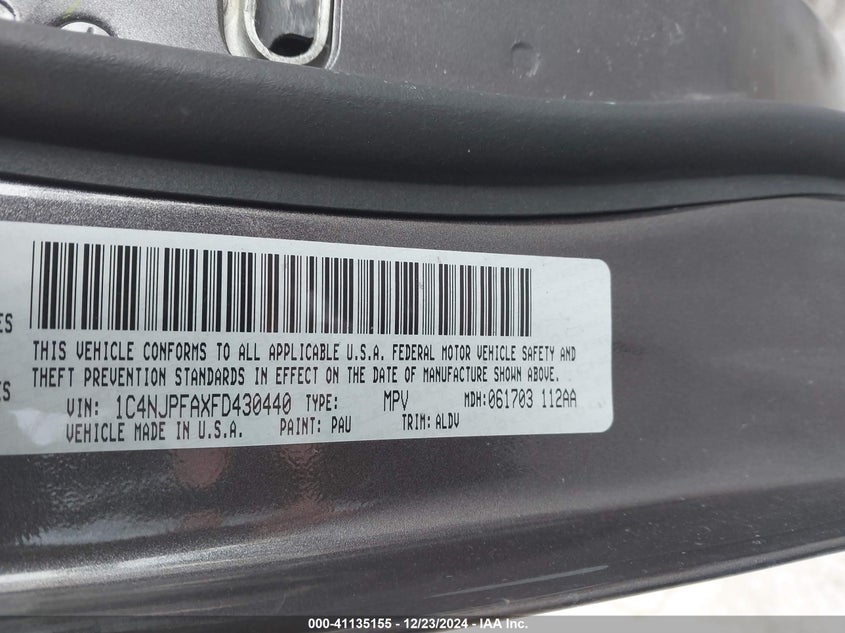 ES
THIS VEHICLE CONFORMS TO ALL APPLICABLE U.S.A. FEDERAL MOTOR VEHICLE SAFETY AND
ES THEFT PREVENTION STANDARDS IN EFFECT ON THE DATE OF MANUFACTURE SHOWN ABOVE.
VIN: 1C4NJPFAXFD430440 TYPE: MPV MDH: 061703 112AA
VEHICLE MADE IN U.S.A. PAINT: PAU TRIM: ALDV
000-41135155 - 12/23/2024 - IAA Inc.